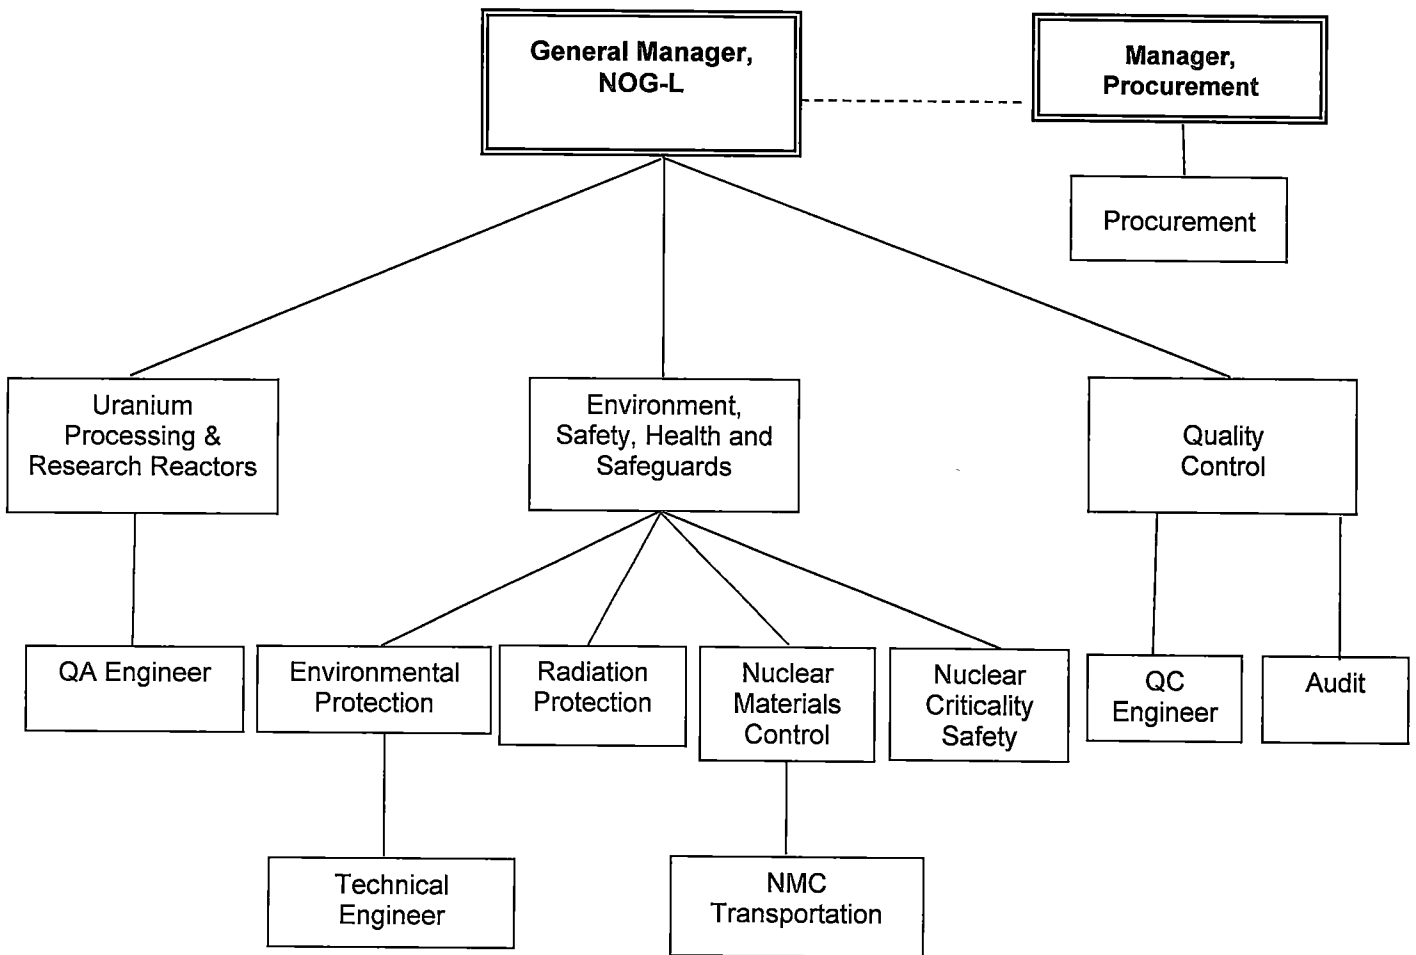 General Manager,
NOG-L
Manager,
Procurement
Procurement
Uranium
Processing &
Research Reactors
Environment,
Safety, Health and
Safeguards
Quality
Control
QA Engineer
Environmental
Protection
Radiation
Protection
Nuclear
Materials
Control
Nuclear
Criticality
Safety
QC
Engineer
Audit
Technical
Engineer
NMC
Transportation